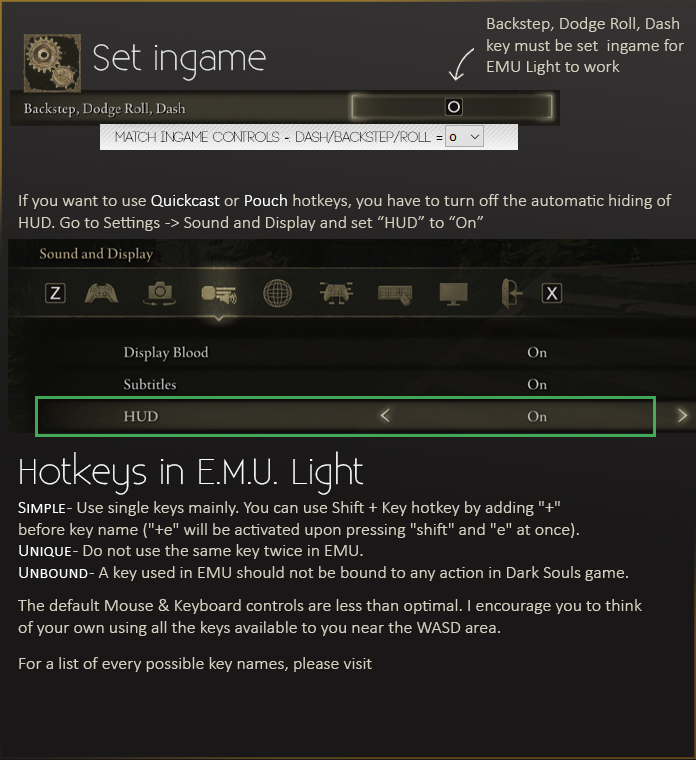 Backstep, Dodge Roll, Dash
key must be set ingame for
EMU Light to work
Set ingame
Backstep, Dodge Roll, Dash O
MATCH INGAME CONTROLS - DASH/BACKSTEP/ROLL = o
If you want to use Quickcast or Pouch hotkeys, you have to turn off the automatic hiding of
HUD. Go to Settings -> Sound and Display and set “HUD” to “On”
Sound and Display
Z X
Display Blood On
Subtitles On
HUD < On >
Hotkeys in E.M.U. Light
SIMPLE- Use single keys mainly. You can use Shift + Key hotkey by adding "+"
before key name ("+e" will be activated upon pressing "shift" and "e" at once).
UNIQUE- Do not use the same key twice in EMU.
UNBOUND- A key used in EMU should not be bound to any action in Dark Souls game.
The default Mouse & Keyboard controls are less than optimal. I encourage you to think
of your own using all the keys available to you near the WASD area.
For a list of every possible key names, please visit